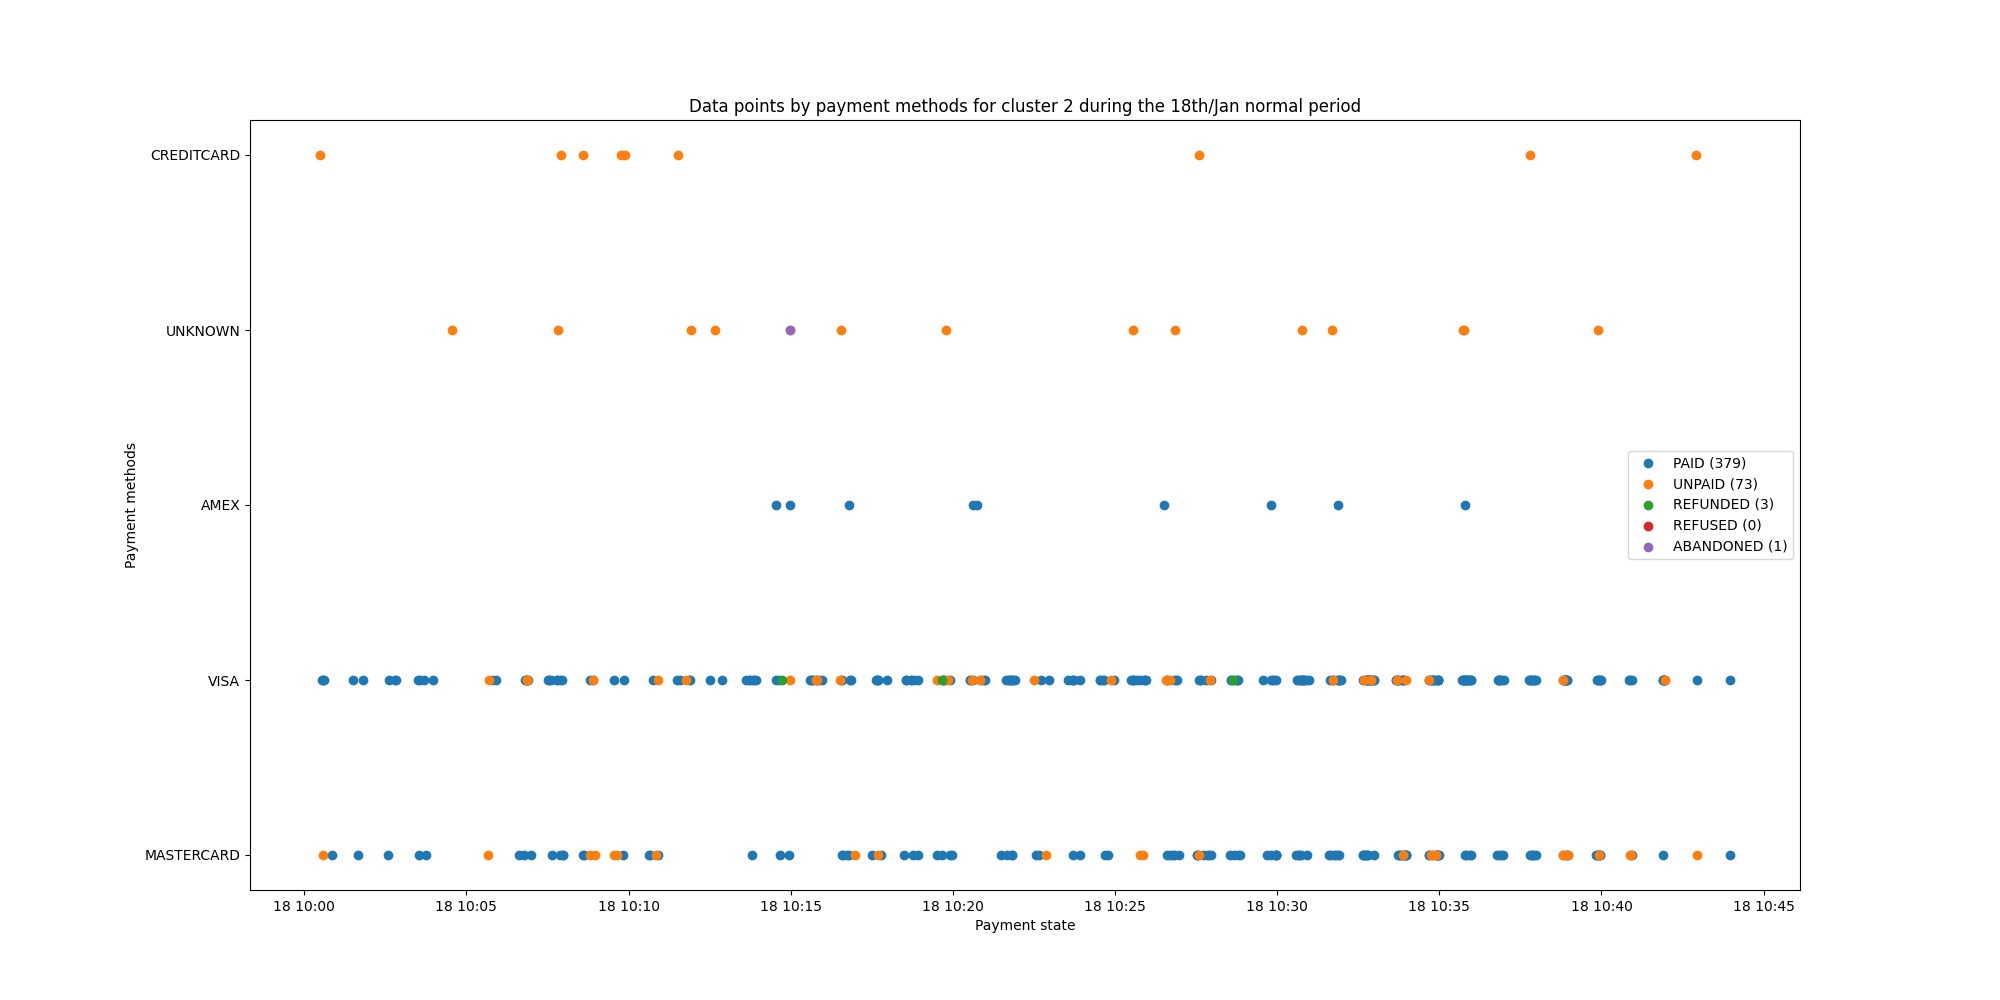 Data points by payment methods for cluster 2 during the 18th/Jan normal period
CREDITCARD
UNKNOWN
AMEX
VISA
MASTERCARD
Payment methods
PAID (379)
UNPAID (73)
REFUNDED (3)
REFUSED (0)
ABANDONED (1)
18 10:00 18 10:05 18 10:10 18 10:15 18 10:20 18 10:25 18 10:30 18 10:35 18 10:40 18 10:45
Payment state